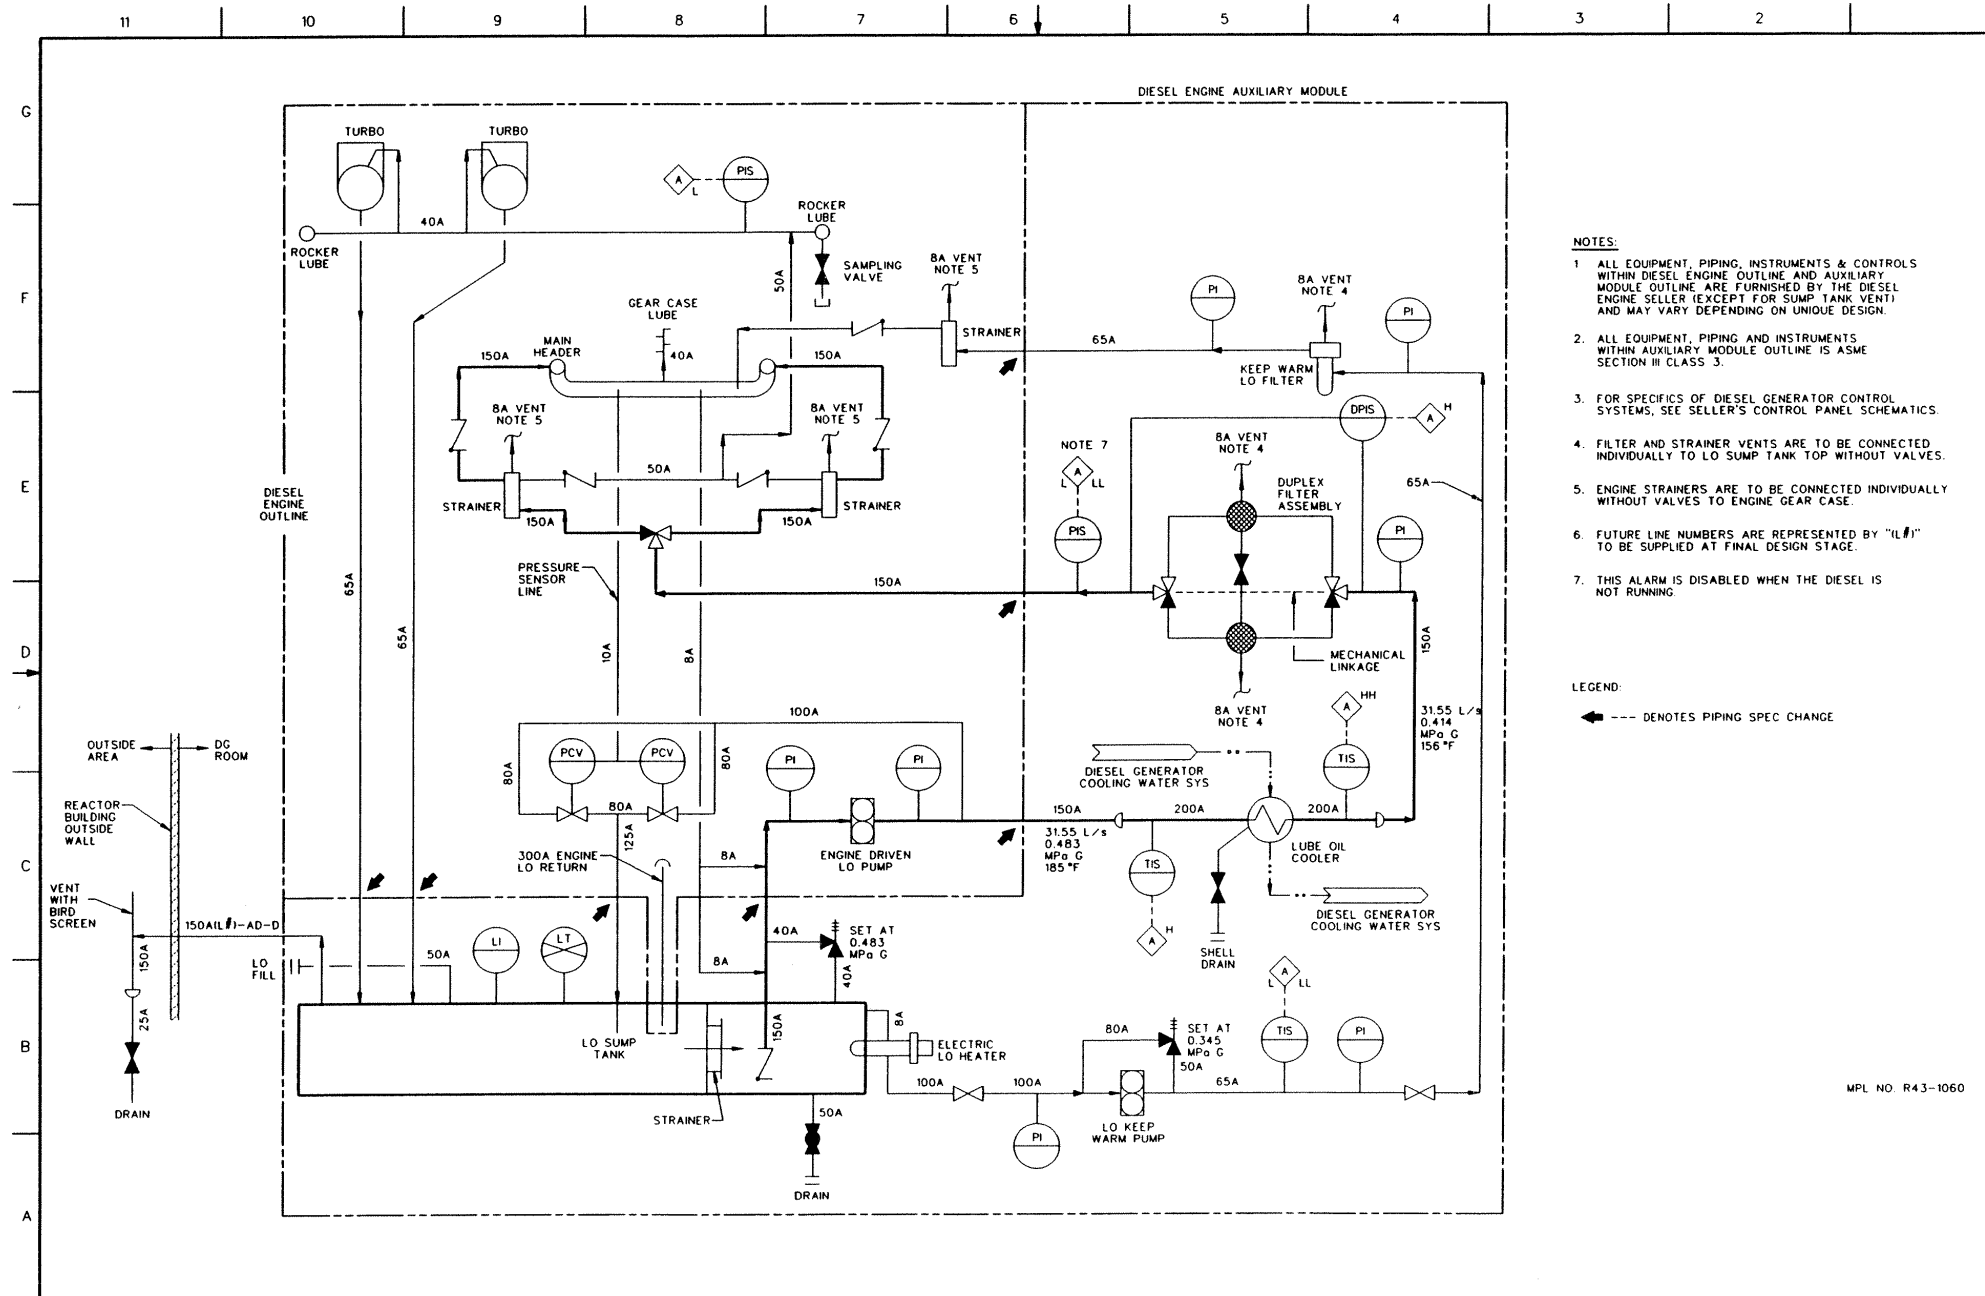 11
10
9
8
7
6
5
4
3
2
G
F
E
D
C
B
A
DIESEL ENGINE AUXILIARY MODULE
TURBO
TURBO
A
L
PIS
40A
ROCKER
LUBE
ROCKER
LUBE
SAMPLING
VALVE
50A
8A VENT
NOTE 5
STRAINER
PI
8A VENT
NOTE 4
PI
65A
KEEP WARM
LO FILTER
GEAR CASE
LUBE
40A
MAIN
HEADER
150A
150A
8A VENT
NOTE 5
8A VENT
NOTE 5
50A
STRAINER
STRAINER
150A
150A
DIESEL
ENGINE
OUTLINE
DPIS
A
H
NOTE 7
A
L
LL
PIS
8A VENT
NOTE 4
DUPLEX
FILTER
ASSEMBLY
PI
65A
PRESSURE
SENSOR
LINE
150A
65A
65A
10A
8A
150A
MECHANICAL
LINKAGE
8A VENT
NOTE 4
A
HH
31.55 L/s
0.414
MPa G
156 °F
OUTSIDE
AREA
DG
ROOM
REACTOR
BUILDING
OUTSIDE
WALL
VENT
WITH
BIRD
SCREEN
150A(L#)-AD-D
150A
25A
DRAIN
100A
PCV
PCV
80A
80A
80A
125A
PI
PI
ENGINE DRIVEN
LO PUMP
DIESEL GENERATOR
COOLING WATER SYS
TIS
150A
200A
200A
31.55 L/s
0.483
MPa G
185 °F
LUBE OIL
COOLER
TIS
A
H
DIESEL GENERATOR
COOLING WATER SYS
SHELL
DRAIN
300A ENGINE
LO RETURN
8A
8A
LO
FILL
50A
LI
LT
40A
SET AT
0.483
MPa G
40A
LO SUMP
TANK
150A
8A
ELECTRIC
LO HEATER
STRAINER
50A
DRAIN
100A
100A
PI
80A
SET AT
0.345
MPa G
50A
LO KEEP
WARM PUMP
65A
A
L
LL
TIS
PI
NOTES:
1 ALL EQUIPMENT, PIPING, INSTRUMENTS & CONTROLS
WITHIN DIESEL ENGINE OUTLINE AND AUXILIARY
MODULE OUTLINE ARE FURNISHED BY THE DIESEL
ENGINE SELLER (EXCEPT FOR SUMP TANK VENT)
AND MAY VARY DEPENDING ON UNIQUE DESIGN.
2. ALL EQUIPMENT, PIPING AND INSTRUMENTS
WITHIN AUXILIARY MODULE OUTLINE IS ASME
SECTION III CLASS 3.
3. FOR SPECIFICS OF DIESEL GENERATOR CONTROL
SYSTEMS, SEE SELLER'S CONTROL PANEL SCHEMATICS.
4. FILTER AND STRAINER VENTS ARE TO BE CONNECTED
INDIVIDUALLY TO LO SUMP TANK TOP WITHOUT VALVES.
5. ENGINE STRAINERS ARE TO BE CONNECTED INDIVIDUALLY
WITHOUT VALVES TO ENGINE GEAR CASE.
6. FUTURE LINE NUMBERS ARE REPRESENTED BY "(L#)"
TO BE SUPPLIED AT FINAL DESIGN STAGE.
7. THIS ALARM IS DISABLED WHEN THE DIESEL IS
NOT RUNNING.
LEGEND:
--- DENOTES PIPING SPEC CHANGE
MPL NO. R43-1060